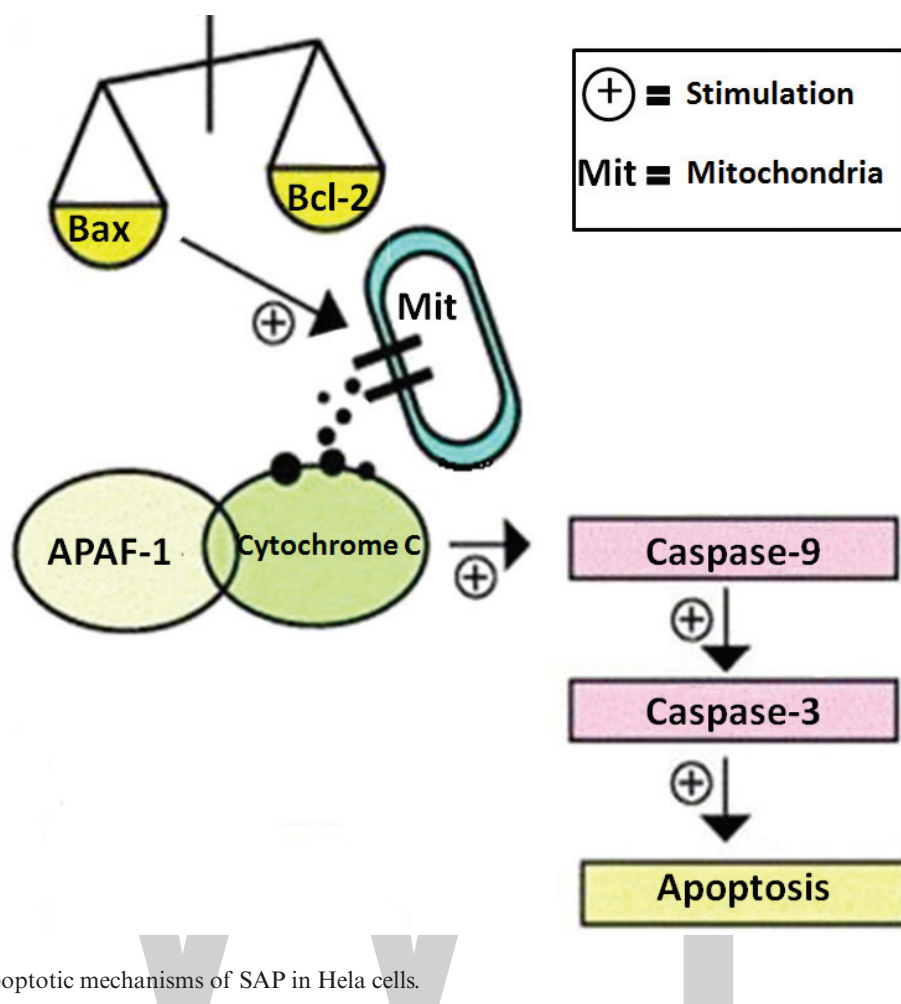 ⊕ = Stimulation
Mit = Mitochondria
Bax
Bcl-2
Mit
⊕
APAF-1
Cytochrome C
⊕
Caspase-9
⊕
Caspase-3
⊕
Apoptosis
optotic mechanisms of SAP in Hela cells.